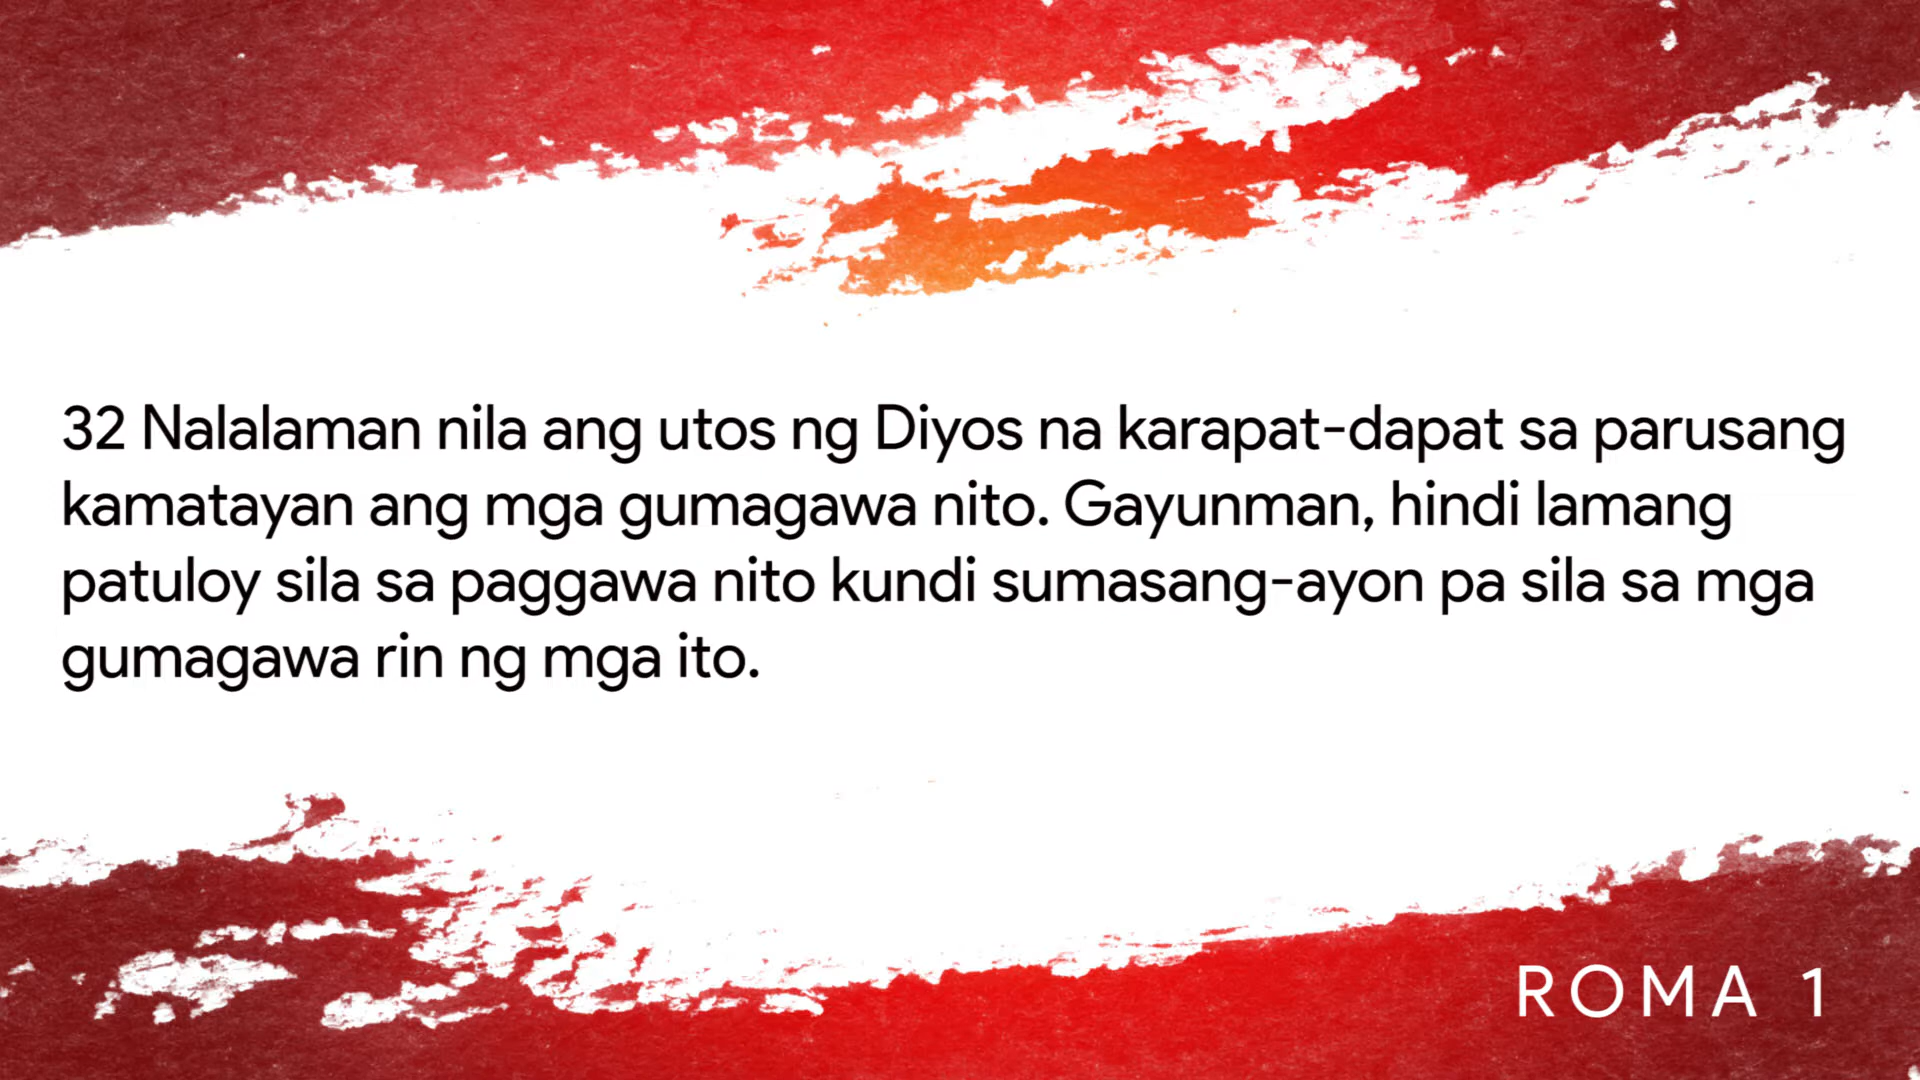 32 Nalalaman nila ang utos ng Diyos na karapat-dapat sa parusang
kamatayan ang mga gumagawa nito. Gayunman, hindi lamang
patuloy sila sa paggawa nito kundi sumasang-ayon pa sila sa mga
gumagawa rin ng mga ito.
ROMA 1